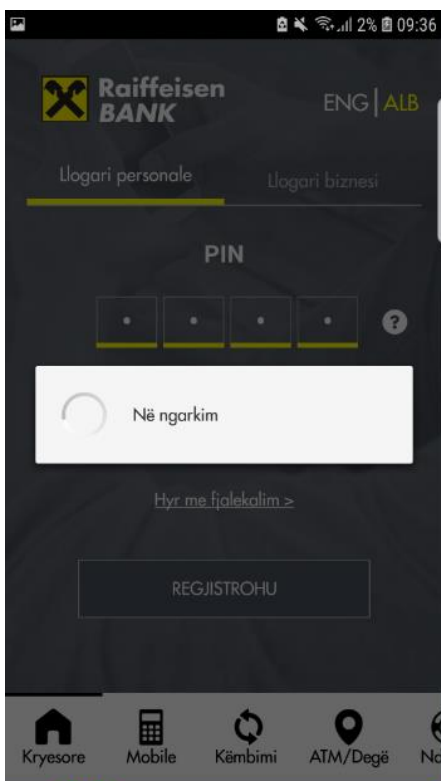 2% 09:36
Raiffeisen
BANK
ENG | ALB
Llogari personale
Llogari biznesi
PIN
?
Në ngarkim
Hyr me fjalekalim >
REGJISTROHU
Kryesore Mobile Këmbimi ATM/Degë